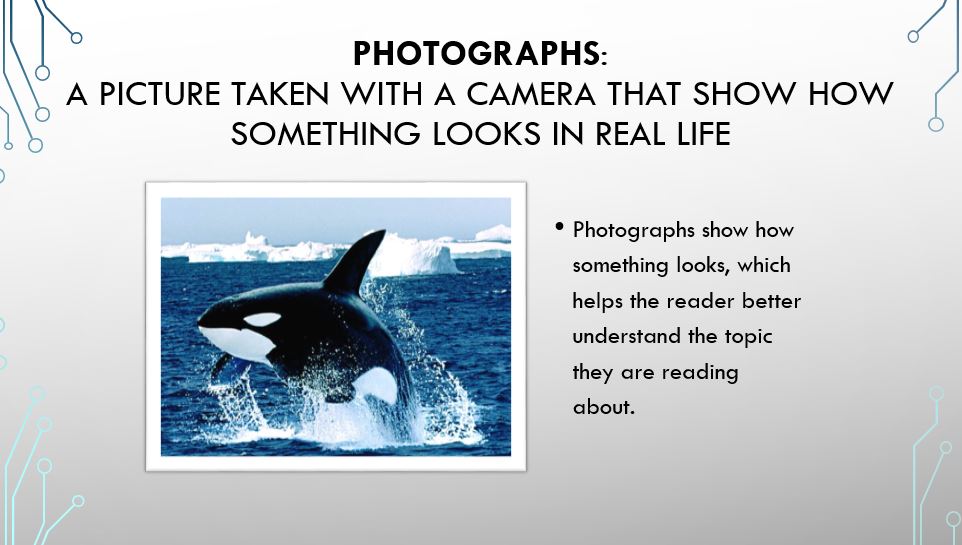 PHOTOGRAPHS:
A PICTURE TAKEN WITH A CAMERA THAT SHOW HOW
SOMETHING LOOKS IN REAL LIFE
• Photographs show how
something looks, which
helps the reader better
understand the topic
they are reading
about.